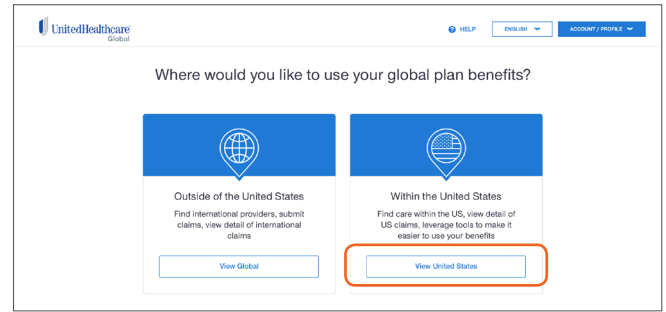 UnitedHealthcare
Global
HELP
ENGLISH
ACCOUNT / PROFILE
Where would you like to use your global plan benefits?
Outside of the United States
Find international providers, submit
claims, view detail of international
claims
View Global
Within the United States
Find care within the US, view detail of
US claims, leverage tools to make it
easier to use your benefits
View United States